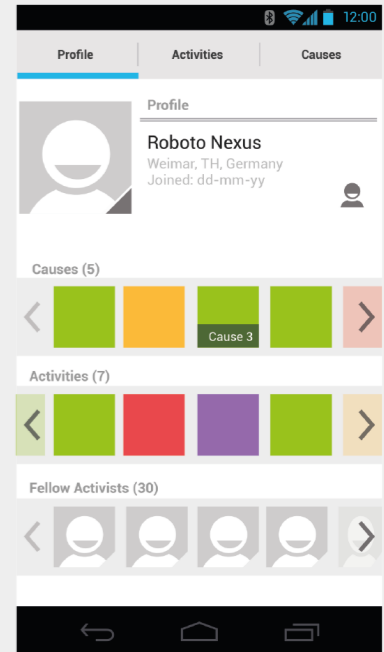 12:00
Profile Activities Causes
Profile
Roboto Nexus
Weimar, TH, Germany
Joined: dd-mm-yy
Causes (5)
Cause 3
Activities (7)
Fellow Activists (30)